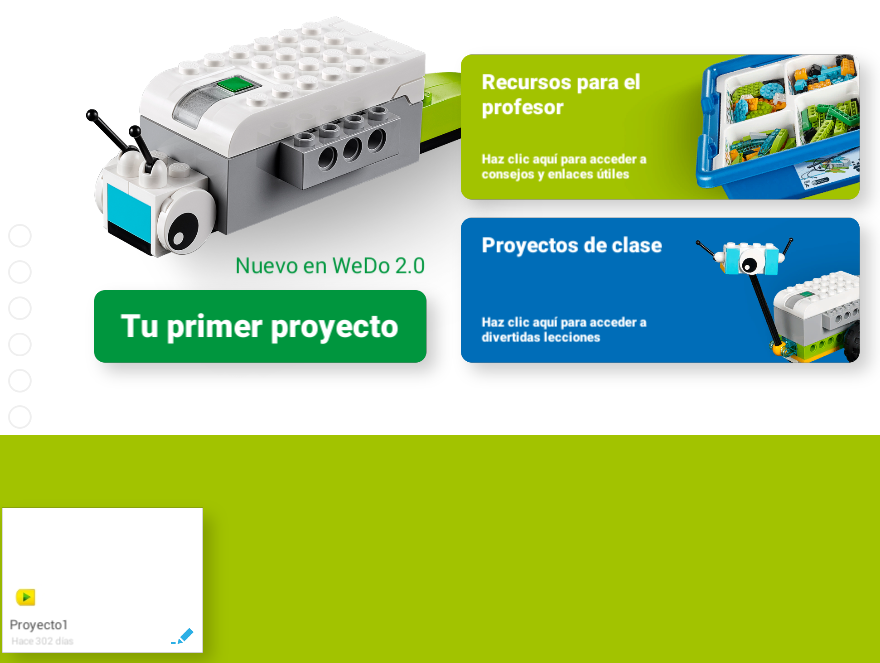 Recursos para el
profesor
Haz clic aquí para acceder a
consejos y enlaces útiles
Proyectos de clase
Haz clic aquí para acceder a
divertidas lecciones
Nuevo en WeDo 2.0
Tu primer proyecto
Proyecto1
Hace 302 días